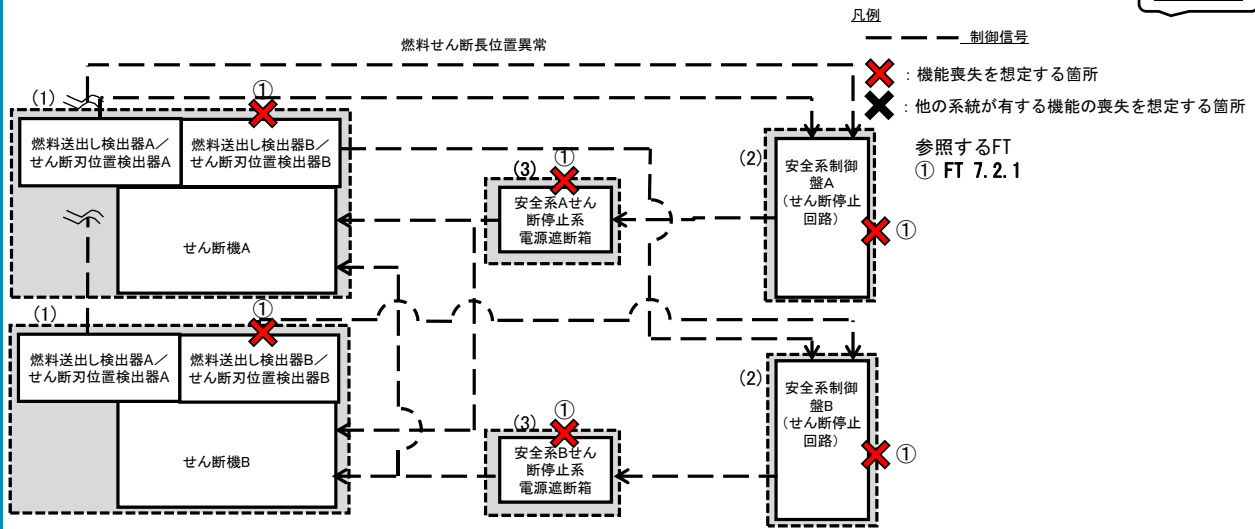 凡例
制御信号
:機能喪失を想定する箇所
:他の系統が有する機能の喪失を想定する箇所
参照するFT
① FT 7.2.1
燃料せん断長位置異常
(1)
①
燃料送出し検出器A/
せん断刃位置検出器A
燃料送出し検出器B/
せん断刃位置検出器B
せん断機A
(3)
①
安全系Aせん
断停止系
電源遮断箱
(2)
安全系制御
盤A
(せん断停止
回路)
①
(1)
①
燃料送出し検出器A/
せん断刃位置検出器A
燃料送出し検出器B/
せん断刃位置検出器B
せん断機B
(3)
①
安全系Bせん
断停止系
電源遮断箱
(2)
安全系制御
盤B
(せん断停止
回路)
①